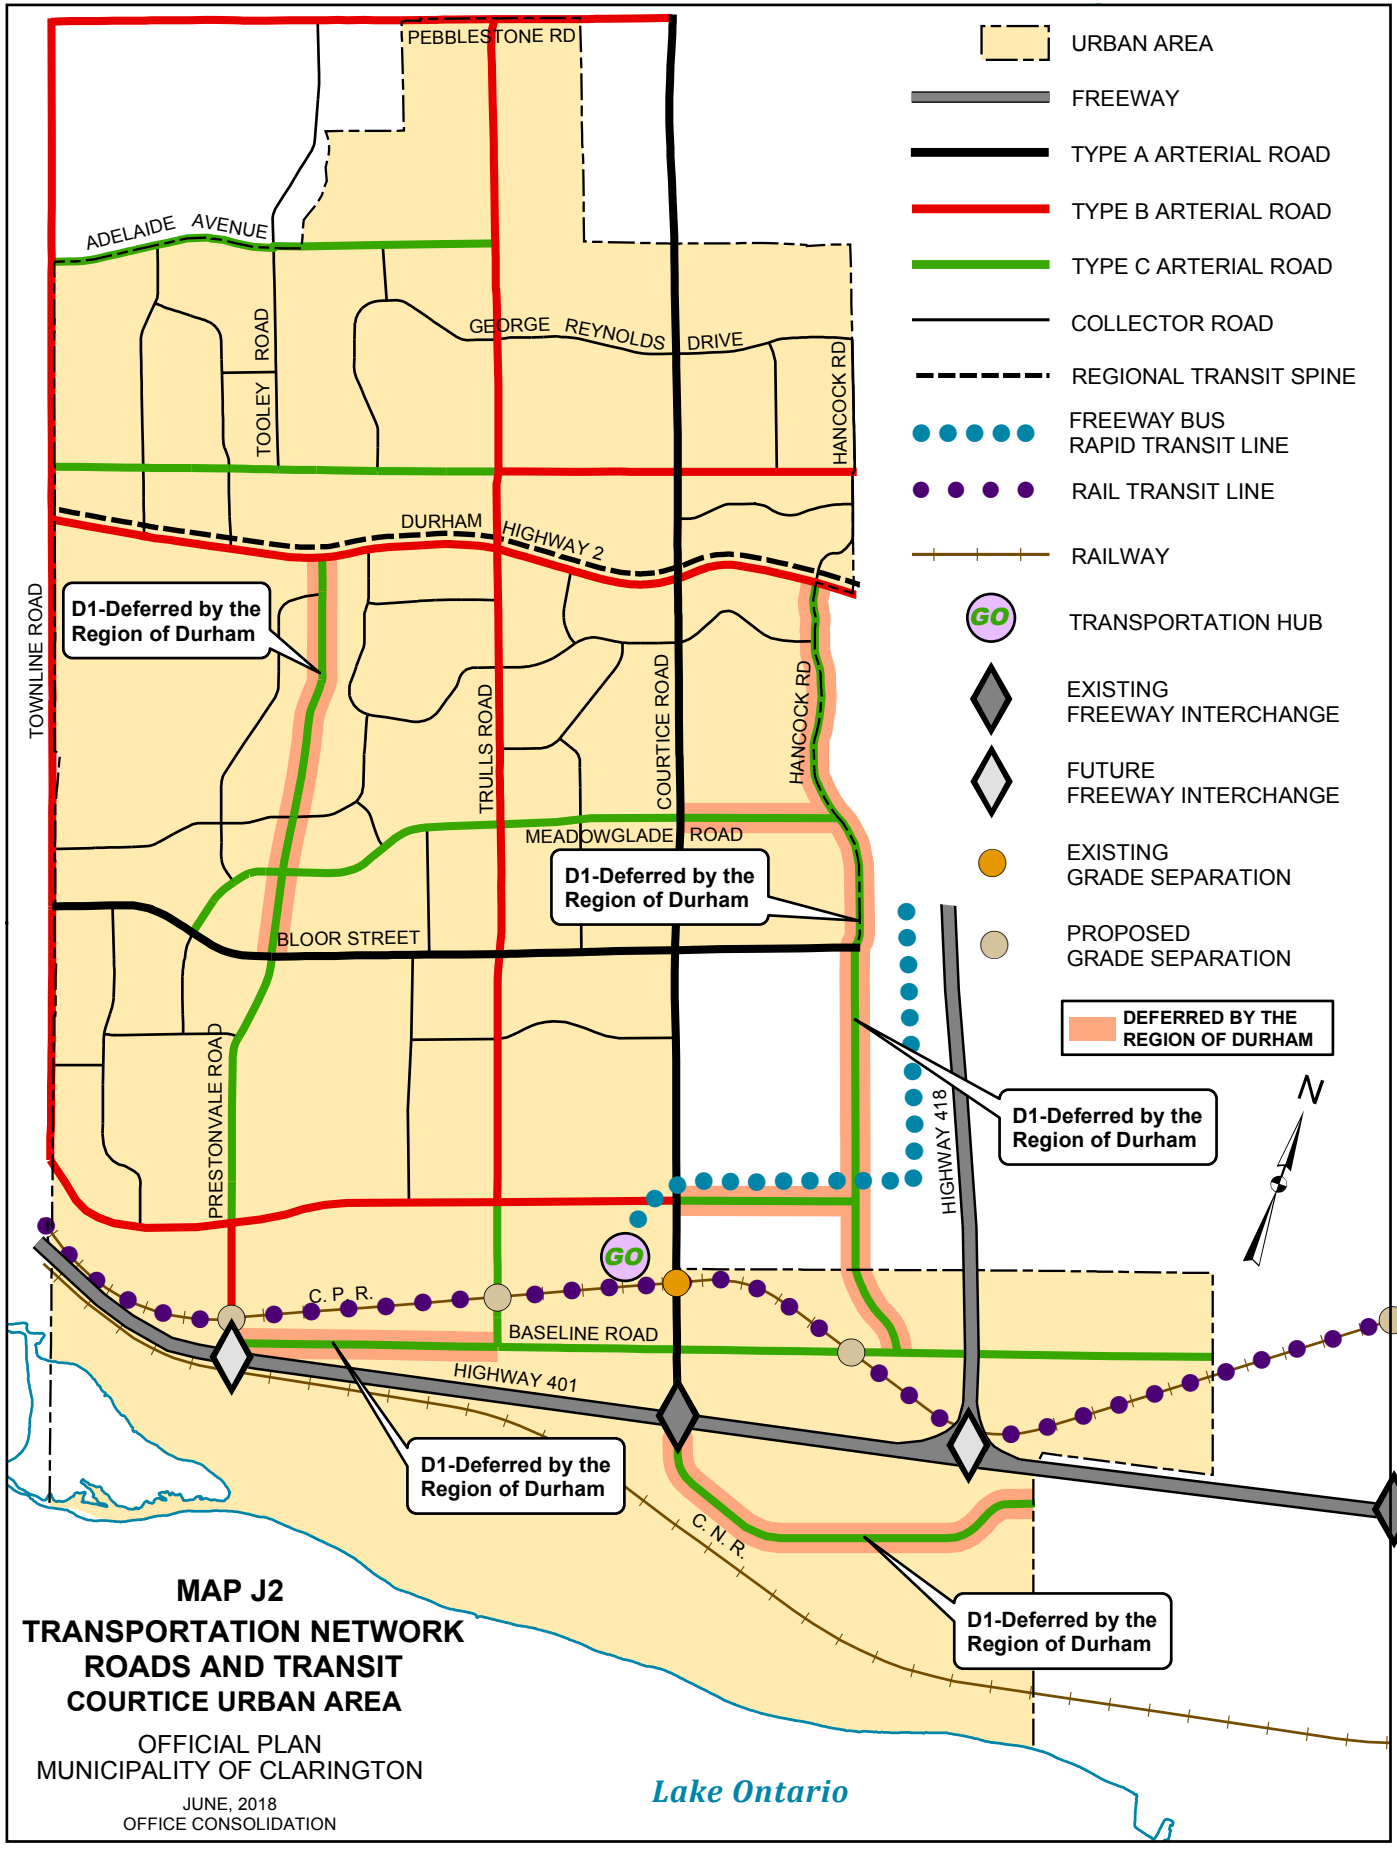 PEBBLESTONE RD
URBAN AREA
FREEWAY
TYPE A ARTERIAL ROAD
TYPE B ARTERIAL ROAD
TYPE C ARTERIAL ROAD
COLLECTOR ROAD
REGIONAL TRANSIT SPINE
FREEWAY BUS
RAPID TRANSIT LINE
RAIL TRANSIT LINE
RAILWAY
GO
TRANSPORTATION HUB
EXISTING
FREEWAY INTERCHANGE
FUTURE
FREEWAY INTERCHANGE
EXISTING
GRADE SEPARATION
PROPOSED
GRADE SEPARATION
DEFERRED BY THE
REGION OF DURHAM
N
ADELAIDE AVENUE
TOOLEY ROAD
GEORGE REYNOLDS DRIVE
HANCOCK RD
DURHAM HIGHWAY 2
TOWNLINE ROAD
D1-Deferred by the
Region of Durham
TRULLS ROAD
COURTICE ROAD
HANCOCK RD
MEADOWGLADE ROAD
D1-Deferred by the
Region of Durham
BLOOR STREET
PRESTONVALE ROAD
HIGHWAY 418
D1-Deferred by the
Region of Durham
GO
C. P. R.
BASELINE ROAD
HIGHWAY 401
D1-Deferred by the
Region of Durham
C. N. R.
D1-Deferred by the
Region of Durham
MAP J2
TRANSPORTATION NETWORK
ROADS AND TRANSIT
COURTICE URBAN AREA
OFFICIAL PLAN
MUNICIPALITY OF CLARINGTON
JUNE, 2018
OFFICE CONSOLIDATION
Lake Ontario